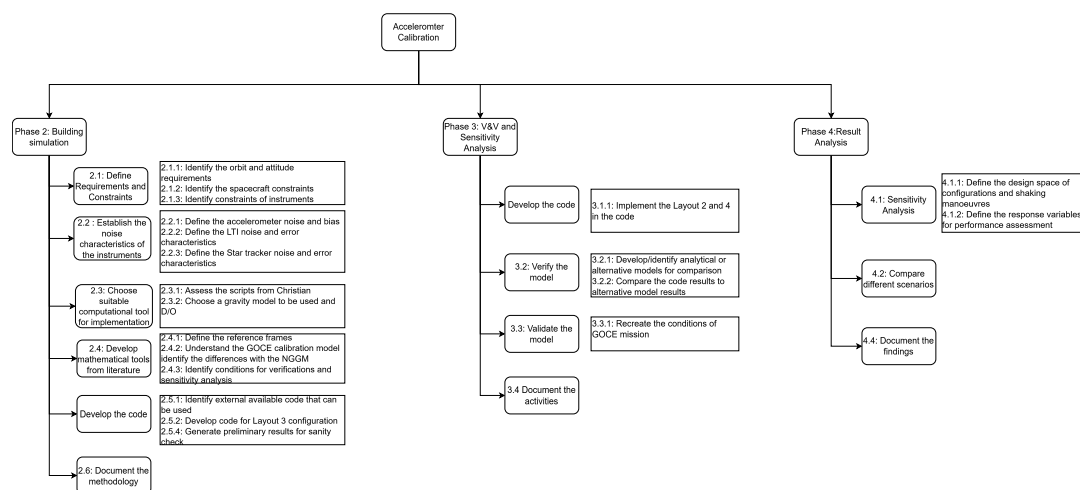 Acceleromter
Calibration
Phase 2: Building
simulation
2.1: Define
Requirements and
Constraints
2.1.1: Identify the orbit and attitude
requirements
2.1.2: Identify the spacecraft constraints
2.1.3: Identify constraints of instruments
2.2 : Establish the
noise
characteristics of
the instruments
2.2.1: Define the accelerometer noise and bias
2.2.2: Define the LTI noise and error
characteristics
2.2.3: Define the Star tracker noise and error
characteristics
2.3: Choose
suitable
computational tool
for implementation
2.3.1: Assess the scripts from Christian
2.3.2: Choose a gravity model to be used and
D/O
2.4: Develop
mathematical tools
from literature
2.4.1: Define the reference frames
2.4.2: Understand the GOCE calibration model
identify the differences with the NGGM
2.4.3: Identify conditions for verifications and
sensitivity analysis
Develop the code
2.5.1: Identify external available code that can
be used
2.5.2: Develop code for Layout 3 configuration
2.5.4: Generate preliminary results for sanity
check
2.6: Document the
methodology
Phase 3: V&V and
Sensitivity
Analysis
Develop the code
3.1.1: Implement the Layout 2 and 4
in the code
3.2: Verify the
model
3.2.1: Develop/identify analytical or
alternative models for comparison
3.2.2: Compare the code results to
alternative model results
3.3: Validate the
model
3.3.1: Recreate the conditions of
GOCE mission
3.4 Document the
activities
Phase 4:Result
Analysis
4.1: Sensitivity
Analysis
4.1.1: Define the design space of
configurations and shaking
manoeuvres
4.1.2: Define the response variables
for performance assessment
4.2: Compare
different scenarios
4.4: Document the
findings